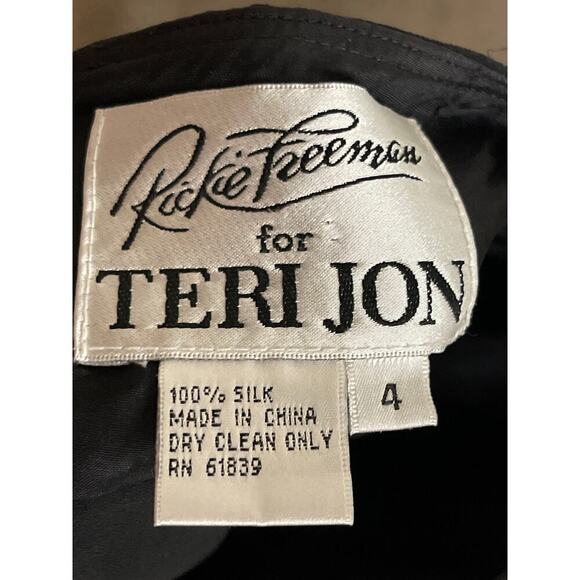 Rickie Freeman
for
TERI JON
100% SILK
MADE IN CHINA
DRY CLEAN ONLY
RN 61839
4